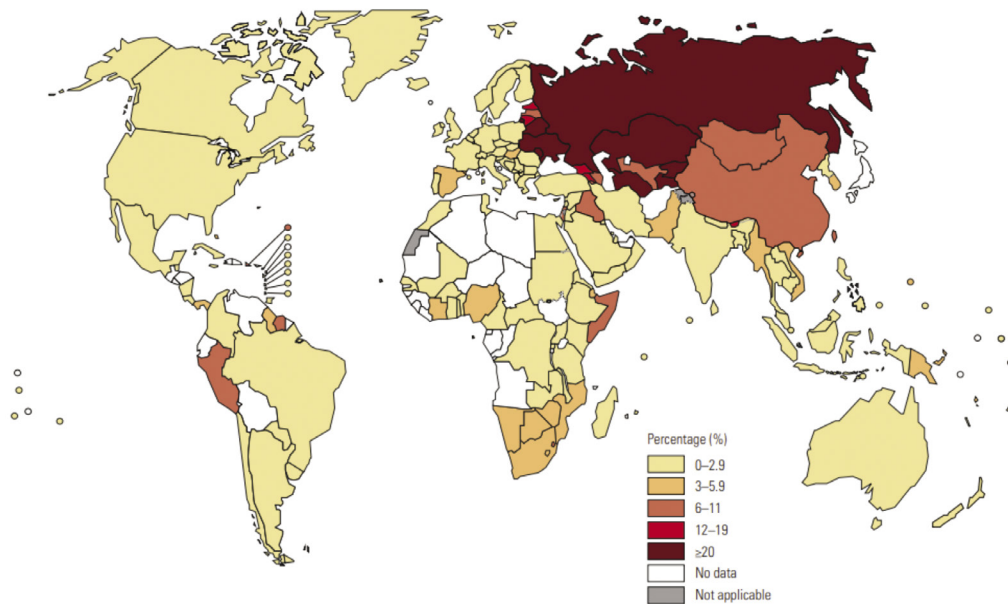 Percentage (%)
0–2.9
3–5.9
6–11
12–19
≥20
No data
Not applicable